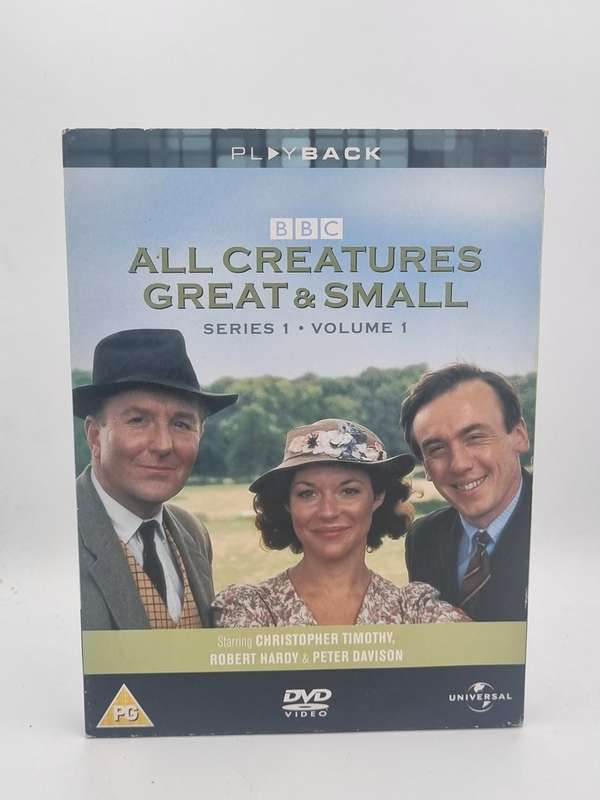 PLAYBACK
BBC
ALL CREATURES
GREAT & SMALL
SERIES 1 • VOLUME 1
Starring CHRISTOPHER TIMOTHY,
ROBERT HARDY & PETER DAVISON
PG
DVD
VIDEO
UNIVERSAL